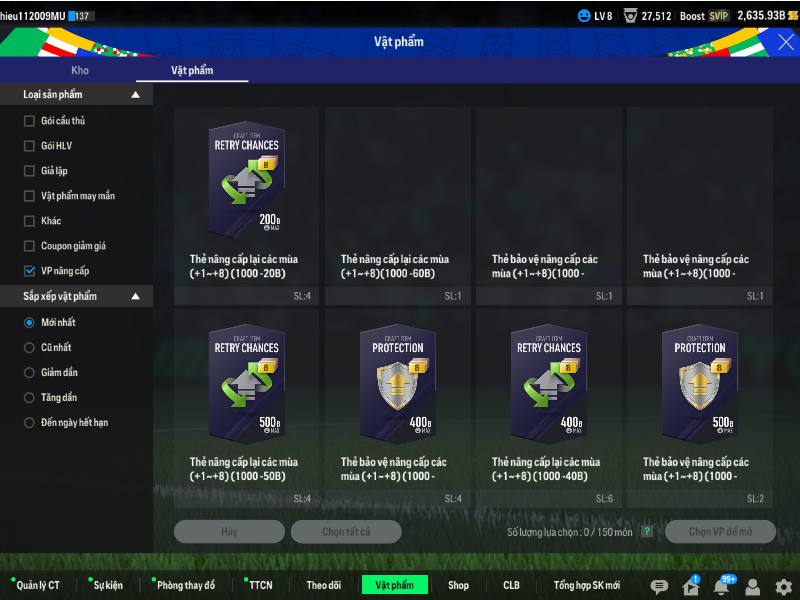 hieu112009MU 137
LV 8 27,512 Boost SVIP 2,635.93B
Vật phẩm
Kho Vật phẩm
Loại sản phẩm
Gói cầu thủ
Gói HLV
Giả lập
Vật phẩm may mắn
Khác
Coupon giảm giá
VP nâng cấp
Sắp xếp vật phẩm
Mới nhất
Cũ nhất
Giảm dần
Tăng dần
Đến ngày hết hạn
CRAFT ITEM
RETRY CHANCES
8
200B
MAX
Thẻ nâng cấp lại các mùa
(+1~+8)(1000 -20B)
SL:4
Thẻ nâng cấp lại các mùa
(+1~+8)(1000 -60B)
SL:1
Thẻ bảo vệ nâng cấp các
mùa (+1~+8)(1000 -
SL:1
Thẻ bảo vệ nâng cấp các
mùa (+1~+8)(1000 -
SL:1
CRAFT ITEM
RETRY CHANCES
8
500B
MAX
Thẻ nâng cấp lại các mùa
(+1~+8)(1000 -50B)
SL:4
CRAFT ITEM
PROTECTION
8
400B
MAX
Thẻ bảo vệ nâng cấp các
mùa (+1~+8)(1000 -
SL:4
CRAFT ITEM
RETRY CHANCES
8
400B
MAX
Thẻ nâng cấp lại các mùa
(+1~+8)(1000 -40B)
SL:6
CRAFT ITEM
PROTECTION
8
500B
MAX
Thẻ bảo vệ nâng cấp các
mùa (+1~+8)(1000 -
SL:2
Hủy Chọn tất cả Số lượng lựa chọn : 0 / 150 món ? Chọn VP để mở
Quản lý CT Sự kiện Phòng thay đồ TTCN Theo dõi Vật phẩm Shop CLB Tổng hợp SK mới 1 99+